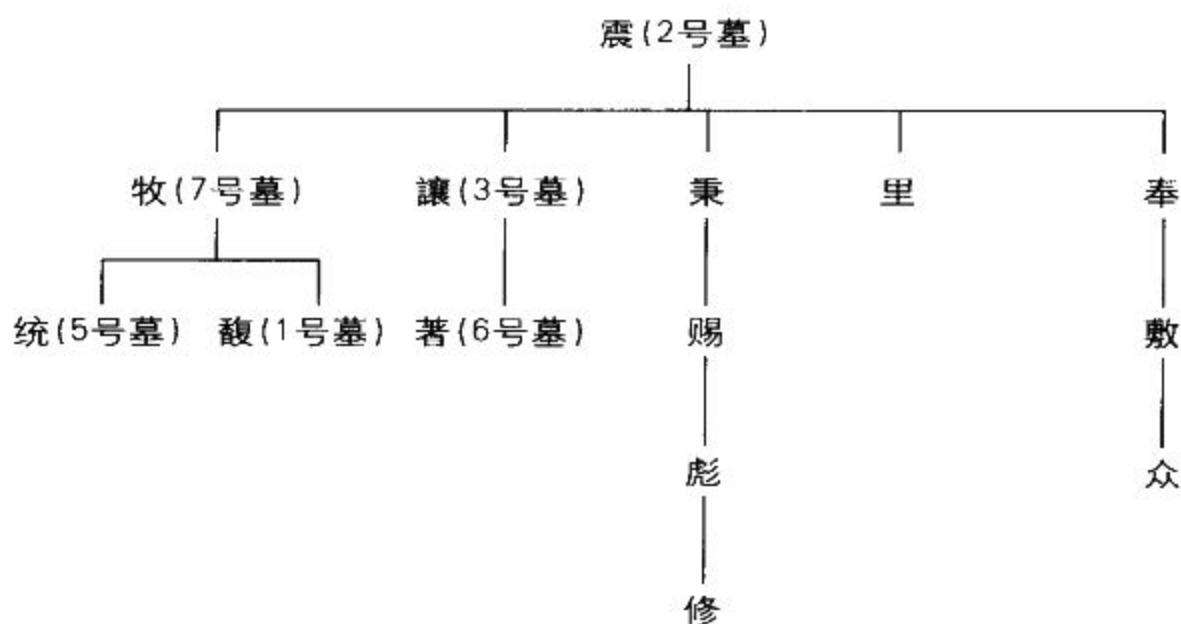 震(2号墓)
牧(7号墓) 讓(3号墓) 秉 里 奉
统(5号墓) 馥(1号墓) 著(6号墓) 赐 敷
彪 众
修